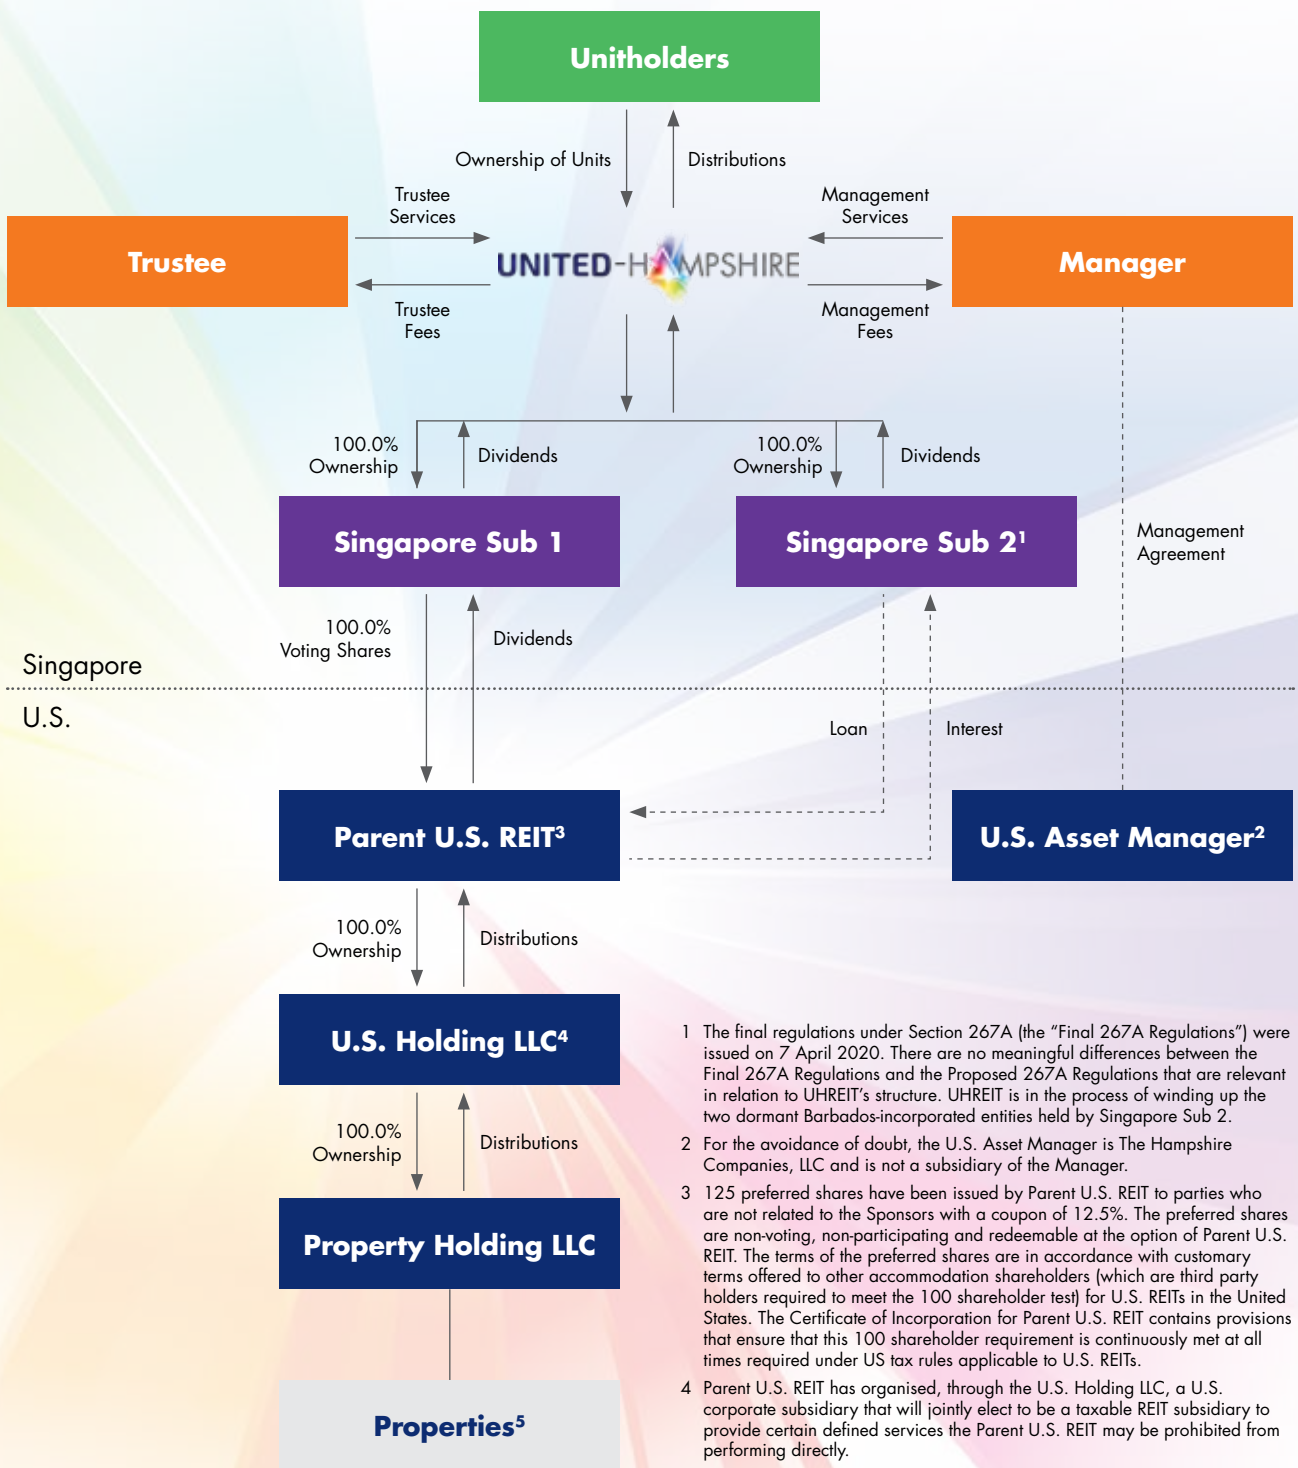 Unitholders
Ownership of Units
Distributions
Trustee
Services
Management
Services
Trustee
UNITED-HAMPSHIRE
Manager
Trustee
Fees
Management
Fees
100.0%
Ownership
Dividends
100.0%
Ownership
Dividends
Singapore Sub 1
Singapore Sub 2¹
Management
Agreement
100.0%
Voting Shares
Dividends
Singapore
U.S.
Loan
Interest
Parent U.S. REIT³
U.S. Asset Manager²
100.0%
Ownership
Distributions
U.S. Holding LLC⁴
100.0%
Ownership
Distributions
Property Holding LLC
Properties⁵
1 The final regulations under Section 267A (the “Final 267A Regulations”) were
issued on 7 April 2020. There are no meaningful differences between the
Final 267A Regulations and the Proposed 267A Regulations that are relevant
in relation to UHREIT’s structure. UHREIT is in the process of winding up the
two dormant Barbados-incorporated entities held by Singapore Sub 2.
2 For the avoidance of doubt, the U.S. Asset Manager is The Hampshire
Companies, LLC and is not a subsidiary of the Manager.
3 125 preferred shares have been issued by Parent U.S. REIT to parties who
are not related to the Sponsors with a coupon of 12.5%. The preferred shares
are non-voting, non-participating and redeemable at the option of Parent U.S.
REIT. The terms of the preferred shares are in accordance with customary
terms offered to other accommodation shareholders (which are third party
holders required to meet the 100 shareholder test) for U.S. REITs in the United
States. The Certificate of Incorporation for Parent U.S. REIT contains provisions
that ensure that this 100 shareholder requirement is continuously met at all
times required under US tax rules applicable to U.S. REITs.
4 Parent U.S. REIT has organised, through the U.S. Holding LLC, a U.S.
corporate subsidiary that will jointly elect to be a taxable REIT subsidiary to
provide certain defined services the Parent U.S. REIT may be prohibited from
performing directly.